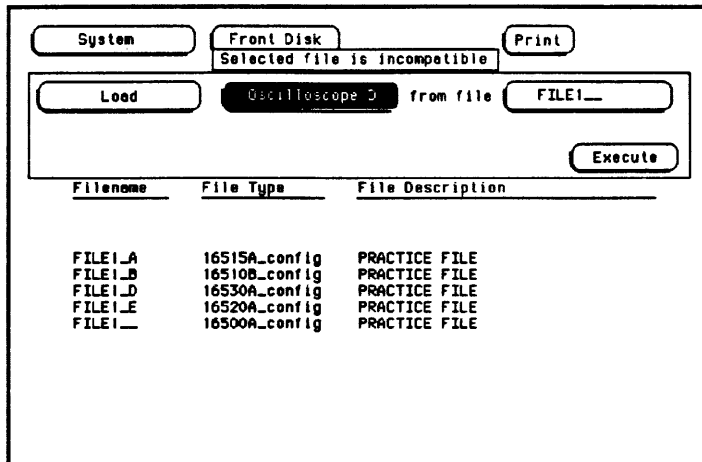 System Front Disk Print
Selected file is incompatible
Load Oscilloscope D from file FILE1__
Execute
Filename File Type File Description
FILE1_A 16515A_config PRACTICE FILE
FILE1_B 16510B_config PRACTICE FILE
FILE1_D 16530A_config PRACTICE FILE
FILE1_E 16520A_config PRACTICE FILE
FILE1__ 16500A_config PRACTICE FILE